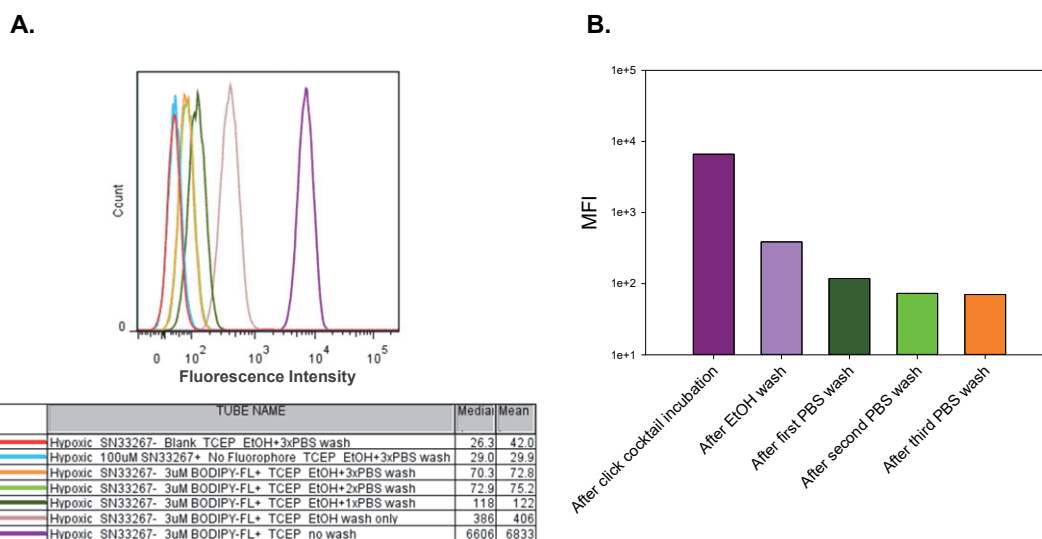 A.
B.
Count
0
0 10² 10³ 10⁴ 10⁵
Fluorescence Intensity
TUBE NAME Median Mean
Hypoxic SN33267- Blank TCEP EtOH+3xPBS wash 26.3 42.0
Hypoxic 100uM SN33267+ No Fluorophore TCEP EtOH+3xPBS wash 29.0 29.9
Hypoxic SN33267- 3uM BODIPY-FL+ TCEP EtOH+3xPBS wash 70.3 72.8
Hypoxic SN33267- 3uM BODIPY-FL+ TCEP EtOH+2xPBS wash 72.9 75.2
Hypoxic SN33267- 3uM BODIPY-FL+ TCEP EtOH+1xPBS wash 118 122
Hypoxic SN33267- 3uM BODIPY-FL+ TCEP EtOH wash only 386 406
Hypoxic SN33267- 3uM BODIPY-FL+ TCEP no wash 6606 6833
MFI
1e+5
1e+4
1e+3
1e+2
1e+1
After click cocktail incubation
After EtOH wash
After first PBS wash
After second PBS wash
After third PBS wash